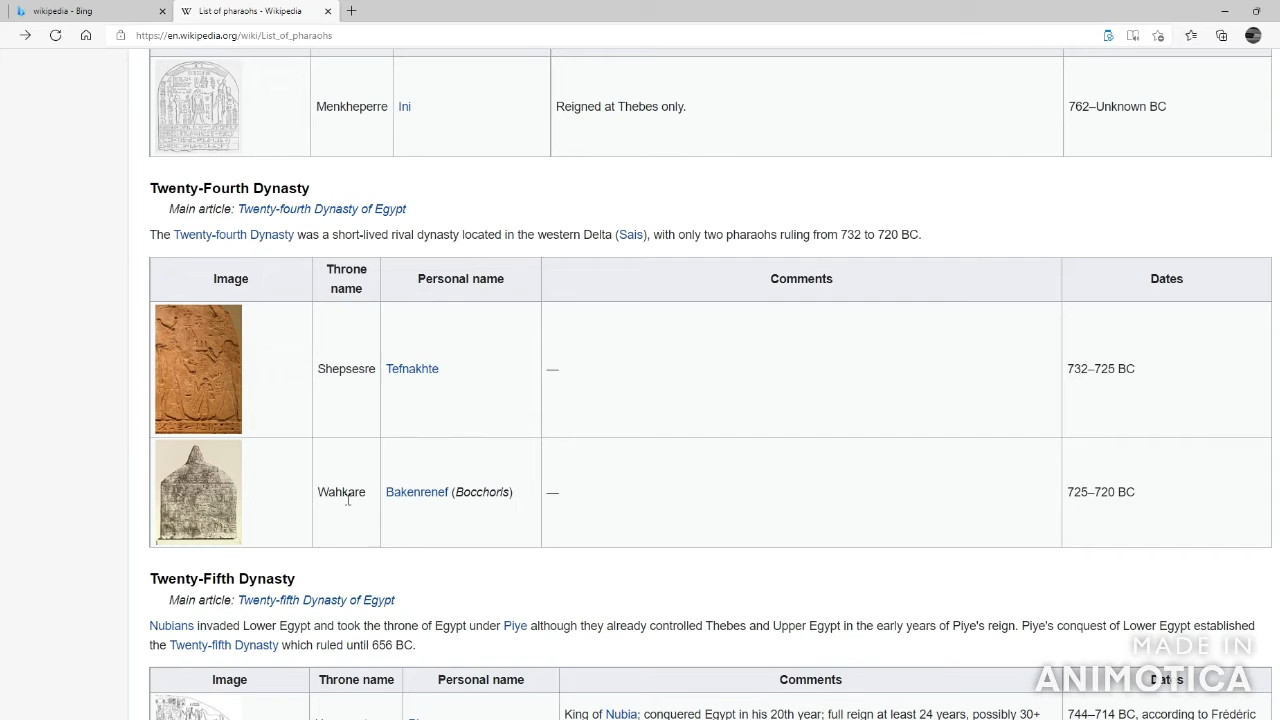 wikipedia - Bing
List of pharaohs - Wikipedia
https://en.wikipedia.org/wiki/List_of_pharaohs
Menkheperre Ini Reigned at Thebes only. 762–Unknown BC
Twenty-Fourth Dynasty
Main article: Twenty-fourth Dynasty of Egypt
The Twenty-fourth Dynasty was a short-lived rival dynasty located in the western Delta (Sais), with only two pharaohs ruling from 732 to 720 BC.
Image Throne name Personal name Comments Dates
Shepsesre Tefnakhte — 732–725 BC
Wahkare Bakenrenef (Bocchoris) — 725–720 BC
Twenty-Fifth Dynasty
Main article: Twenty-fifth Dynasty of Egypt
Nubians invaded Lower Egypt and took the throne of Egypt under Piye although they already controlled Thebes and Upper Egypt in the early years of Piye's reign. Piye's conquest of Lower Egypt established
the Twenty-fifth Dynasty which ruled until 656 BC.
MADE IN
ANIMOTICA
Image Throne name Personal name Comments Dates
King of Nubia; conquered Egypt in his 20th year; full reign at least 24 years, possibly 30+ 744–714 BC, according to Frédéric